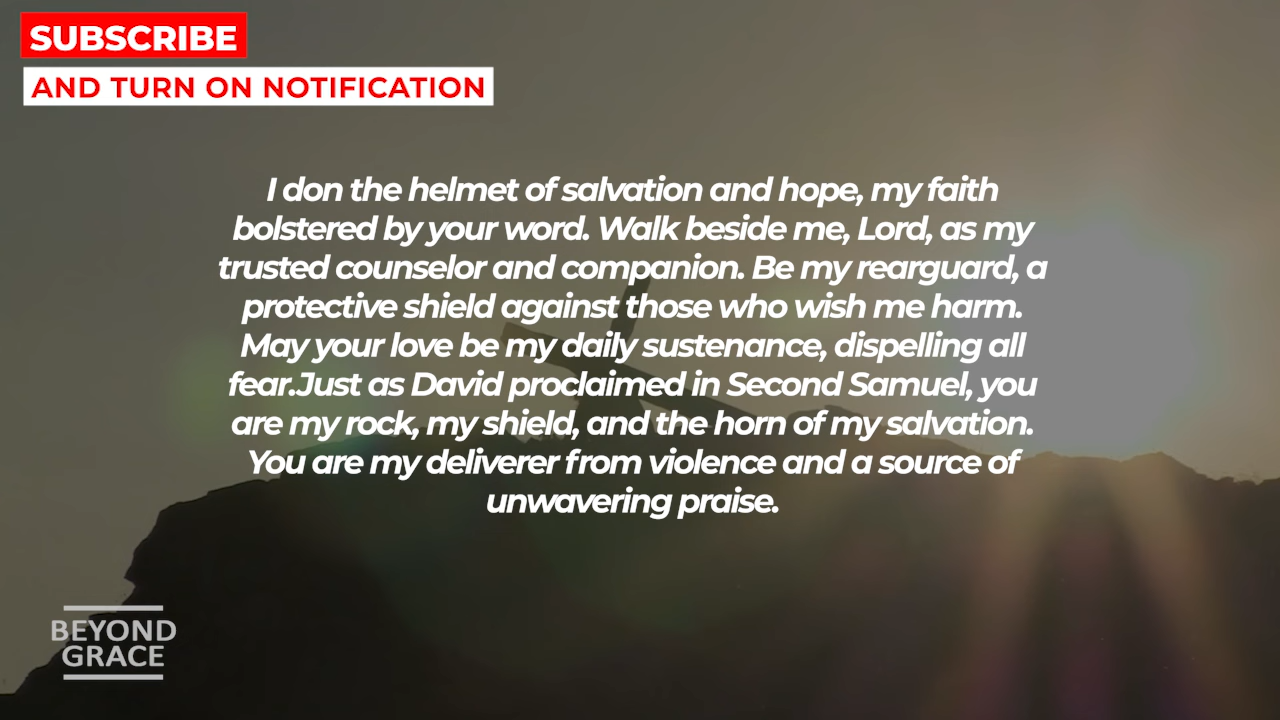 SUBSCRIBE
AND TURN ON NOTIFICATION
I don the helmet of salvation and hope, my faith
bolstered by your word. Walk beside me, Lord, as my
trusted counselor and companion. Be my rearguard, a
protective shield against those who wish me harm.
May your love be my daily sustenance, dispelling all
fear.Just as David proclaimed in Second Samuel, you
are my rock, my shield, and the horn of my salvation.
You are my deliverer from violence and a source of
unwavering praise.
BEYOND
GRACE